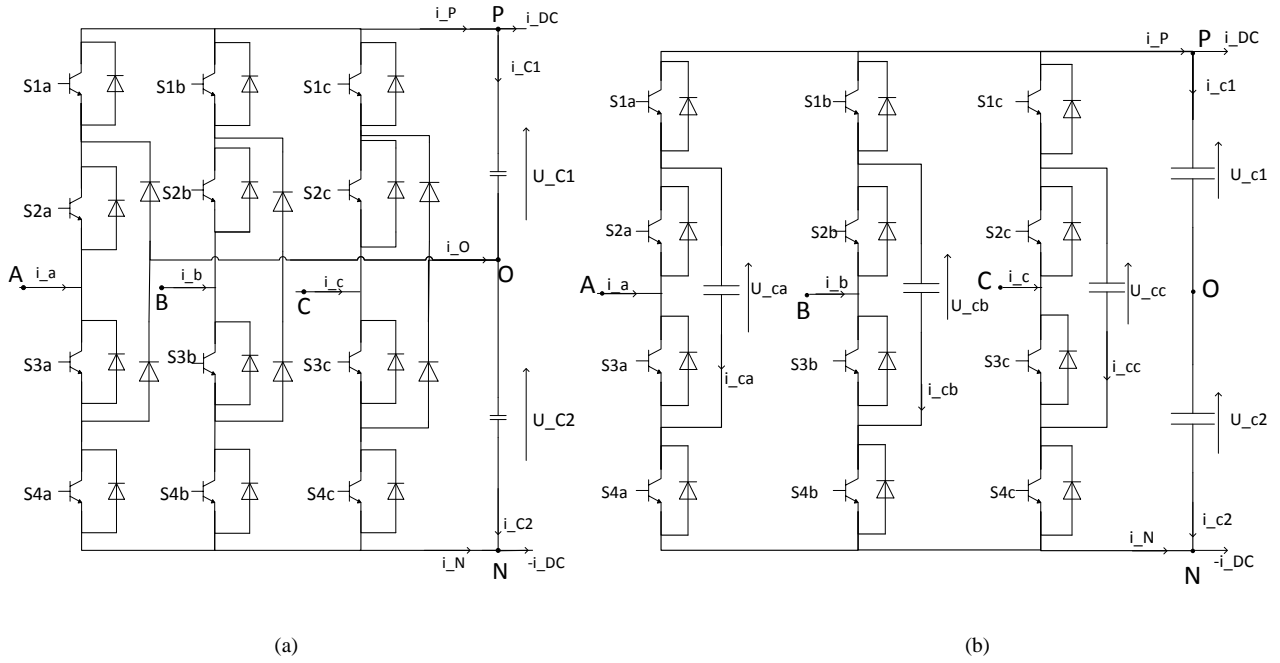 P
i_P
i_DC
i_C1
S1a
S1b
S1c
U_C1
S2a
S2b
S2c
i_O
O
A
i_a
B
i_b
C
i_c
S3a
S3b
S3c
U_C2
S4a
S4b
S4c
i_C2
i_N
N
-i_DC
(a)
P
i_P
i_DC
i_c1
S1a
S1b
S1c
U_c1
S2a
S2b
S2c
A
i_a
U_ca
B
i_b
U_cb
C
i_c
U_cc
O
S3a
S3b
S3c
i_ca
i_cb
i_cc
U_c2
S4a
S4b
S4c
i_c2
i_N
N
-i_DC
(b)